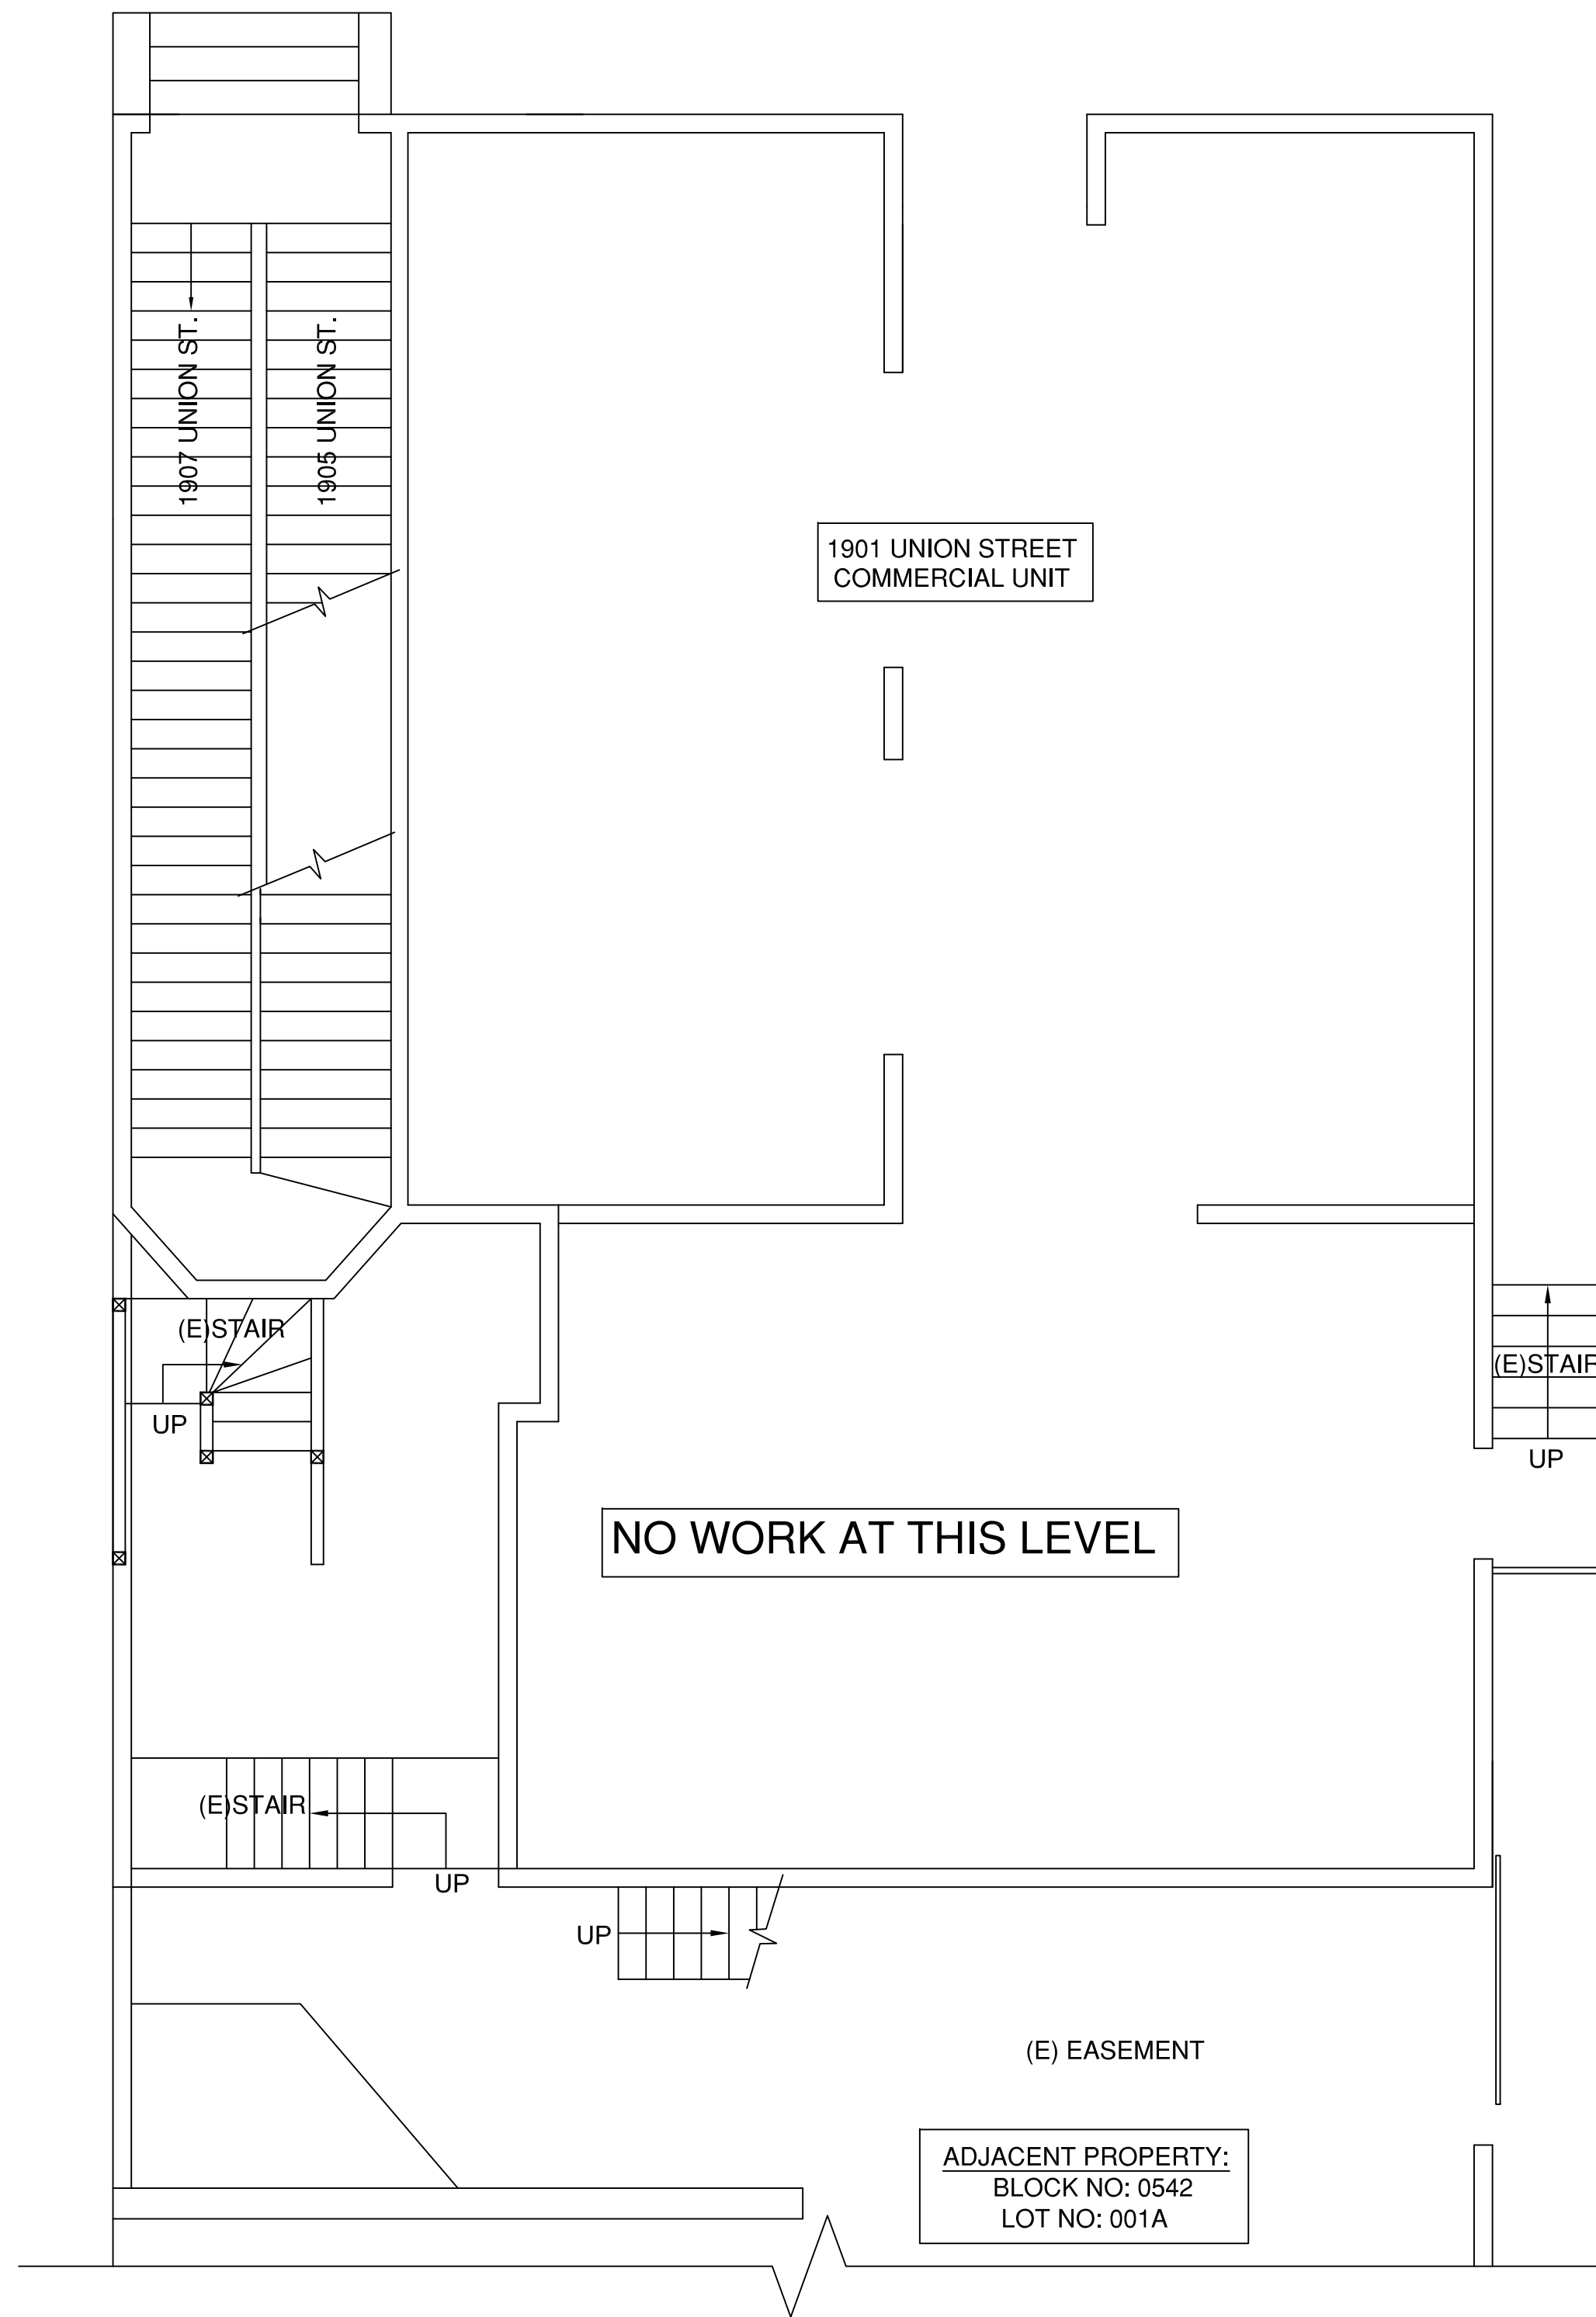 1907 UNION ST.
1905 UNION ST.
1901 UNION STREET
COMMERCIAL UNIT
(E)STAIR
UP
(E)STAIR
UP
NO WORK AT THIS LEVEL
(E)STAIR
UP
UP
(E) EASEMENT
ADJACENT PROPERTY:
BLOCK NO: 0542
LOT NO: 001A